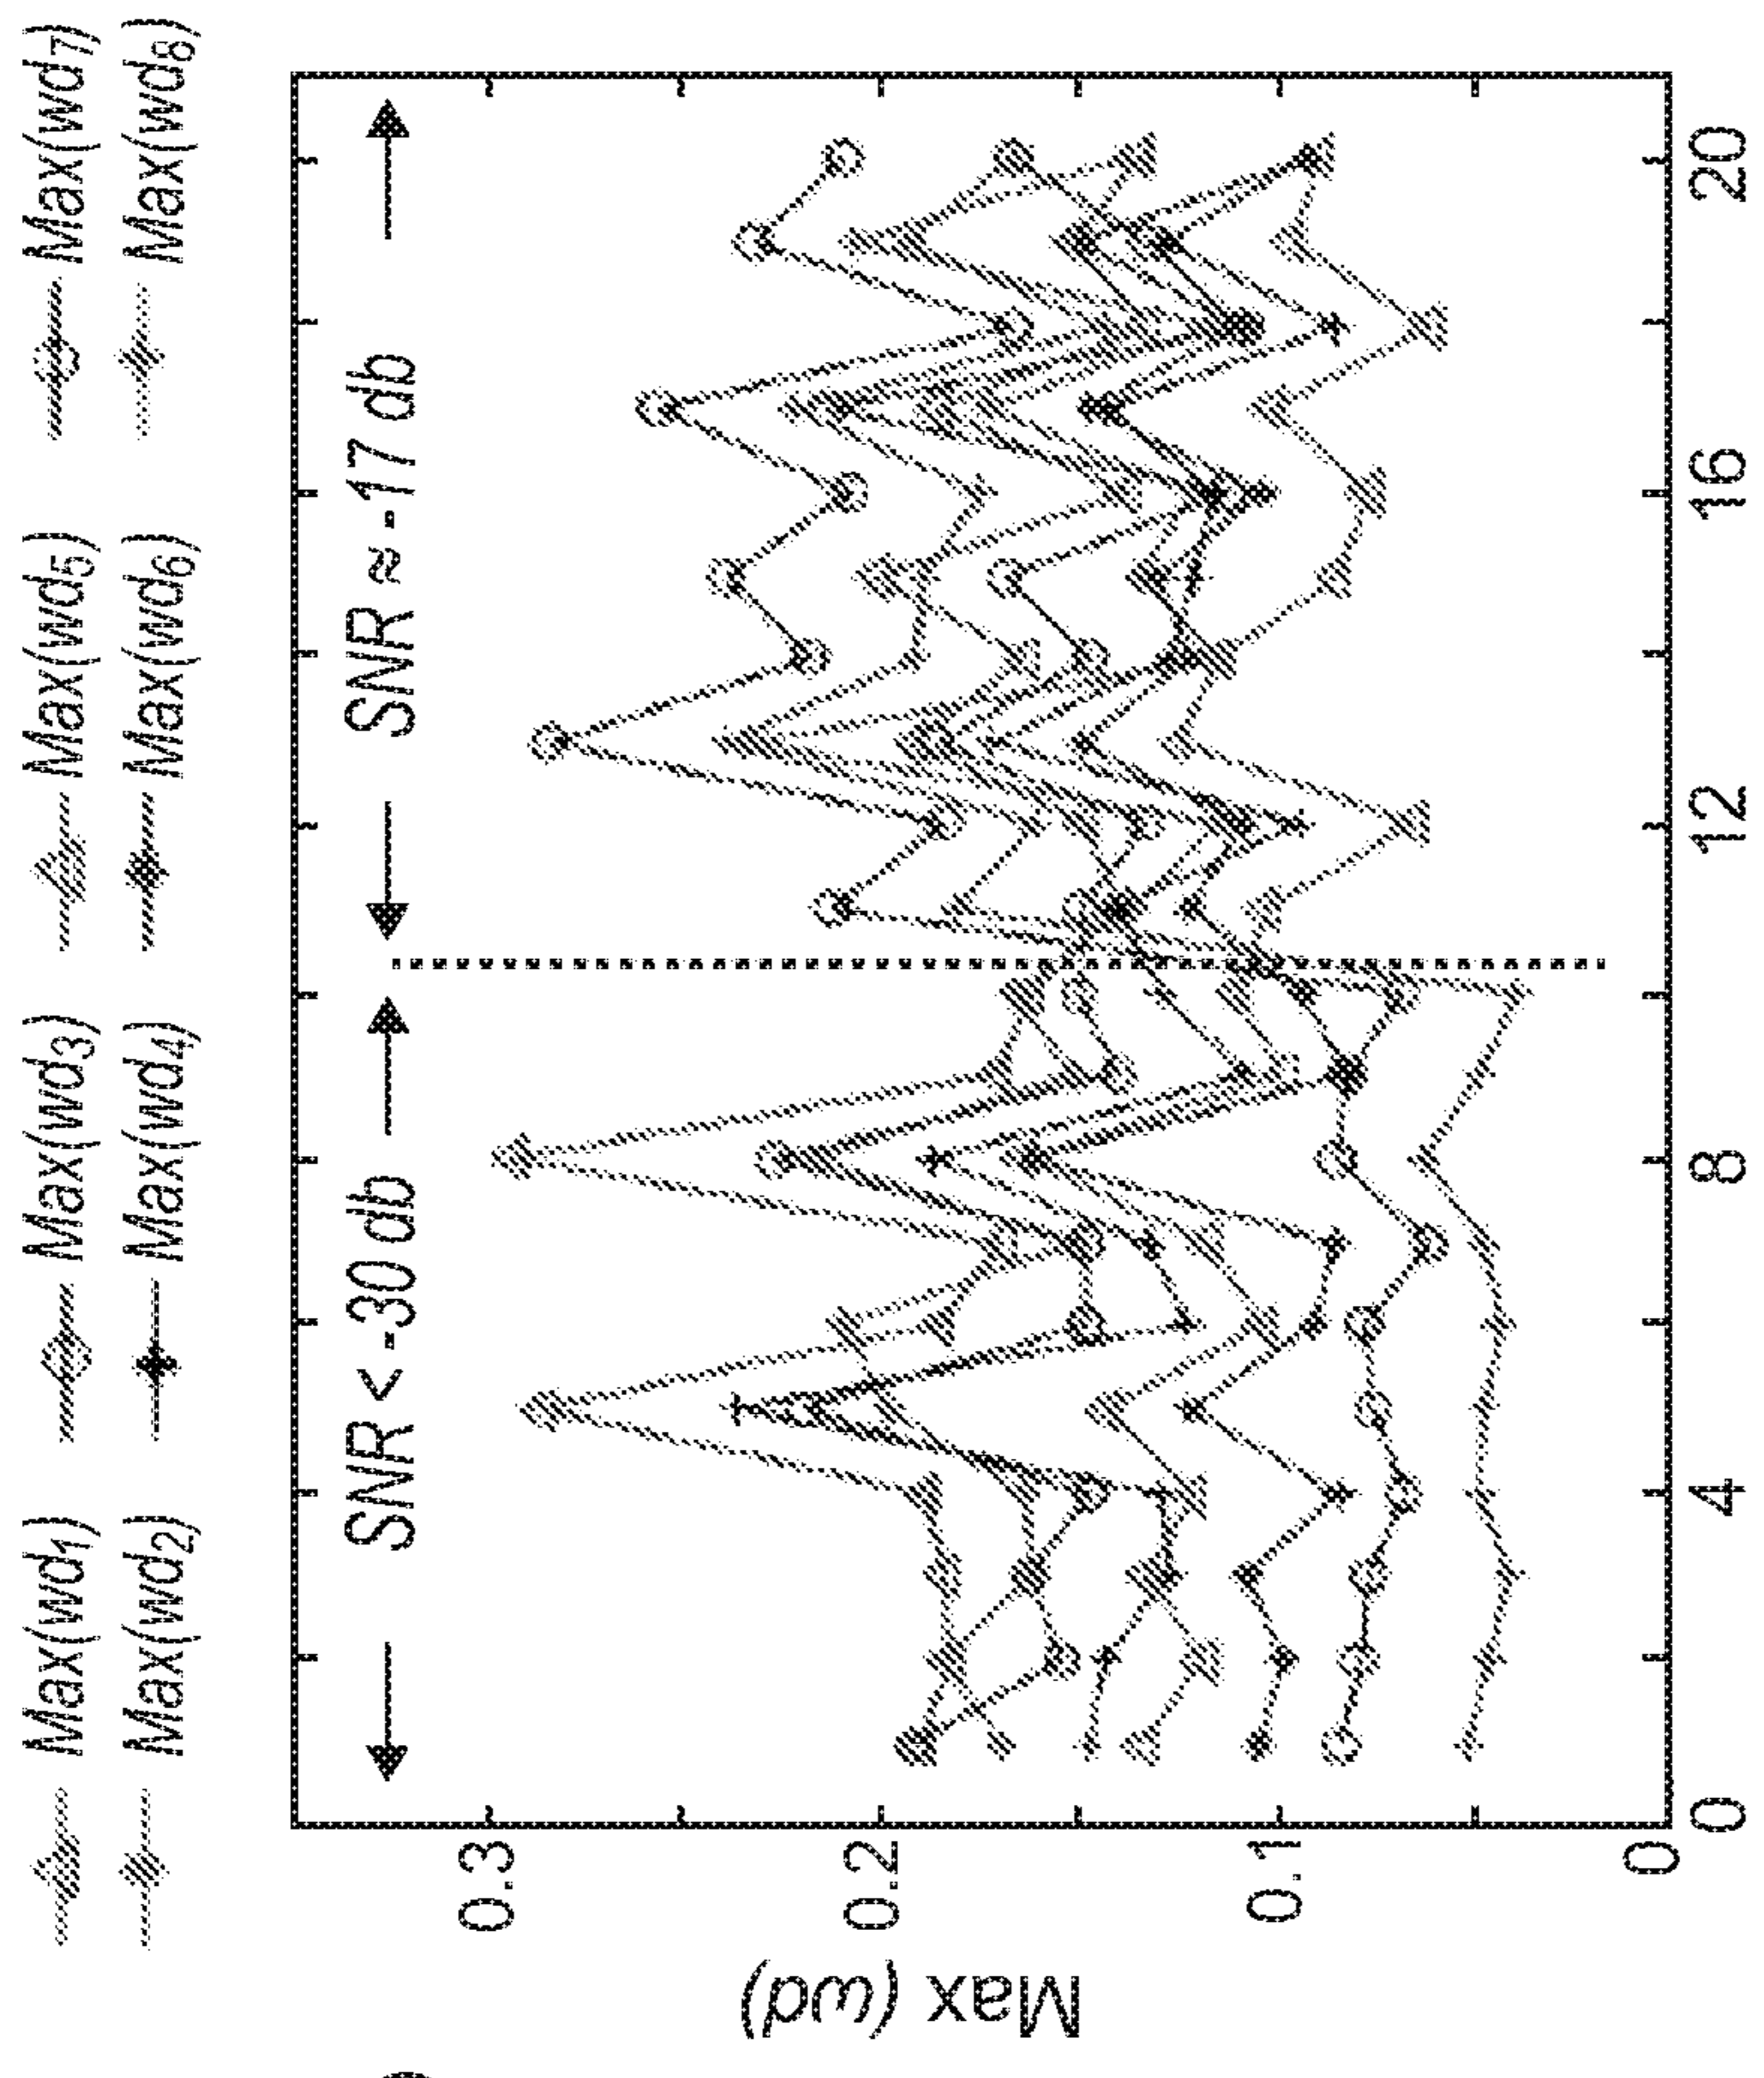 Max(wd1) Max(wd3) Max(wd5) Max(wd7)
Max(wd2) Max(wd4) Max(wd6) Max(wd8)
SNR < -30 db SNR ≈ -17 db
0.3
0.2
0.1
0
Max (wd)
0 4 8 12 16 20